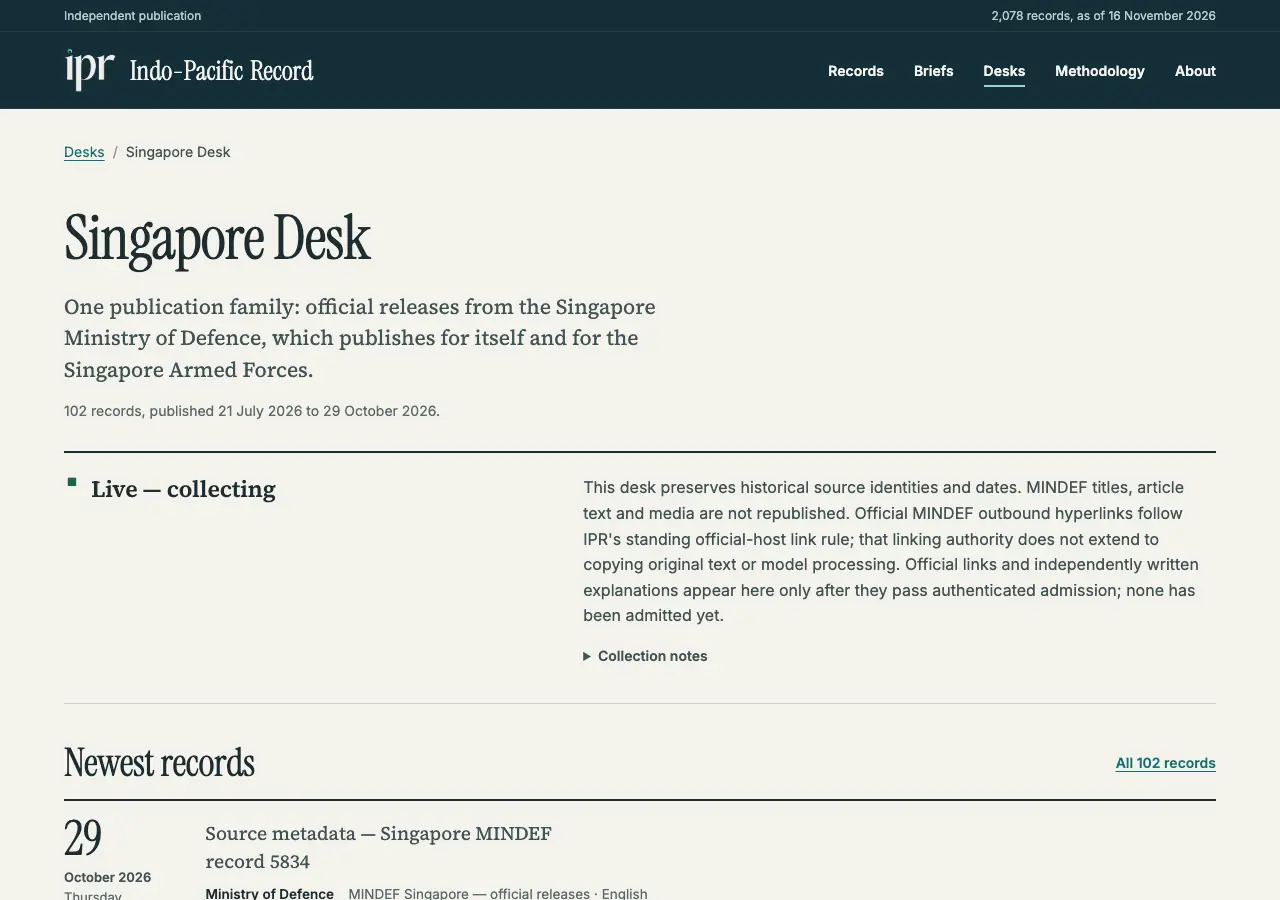 Independent publication
2,078 records, as of 16 November 2026
ipr Indo-Pacific Record
Records Briefs Desks Methodology About
Desks / Singapore Desk
Singapore Desk
One publication family: official releases from the Singapore
Ministry of Defence, which publishes for itself and for the
Singapore Armed Forces.
102 records, published 21 July 2026 to 29 October 2026.
Live — collecting
This desk preserves historical source identities and dates. MINDEF titles, article
text and media are not republished. Official MINDEF outbound hyperlinks follow
IPR's standing official-host link rule; that linking authority does not extend to
copying original text or model processing. Official links and independently written
explanations appear here only after they pass authenticated admission; none has
been admitted yet.
Collection notes
Newest records
All 102 records
29
October 2026
Thursday
Source metadata — Singapore MINDEF
record 5834
Ministry of Defence MINDEF Singapore — official releases · English